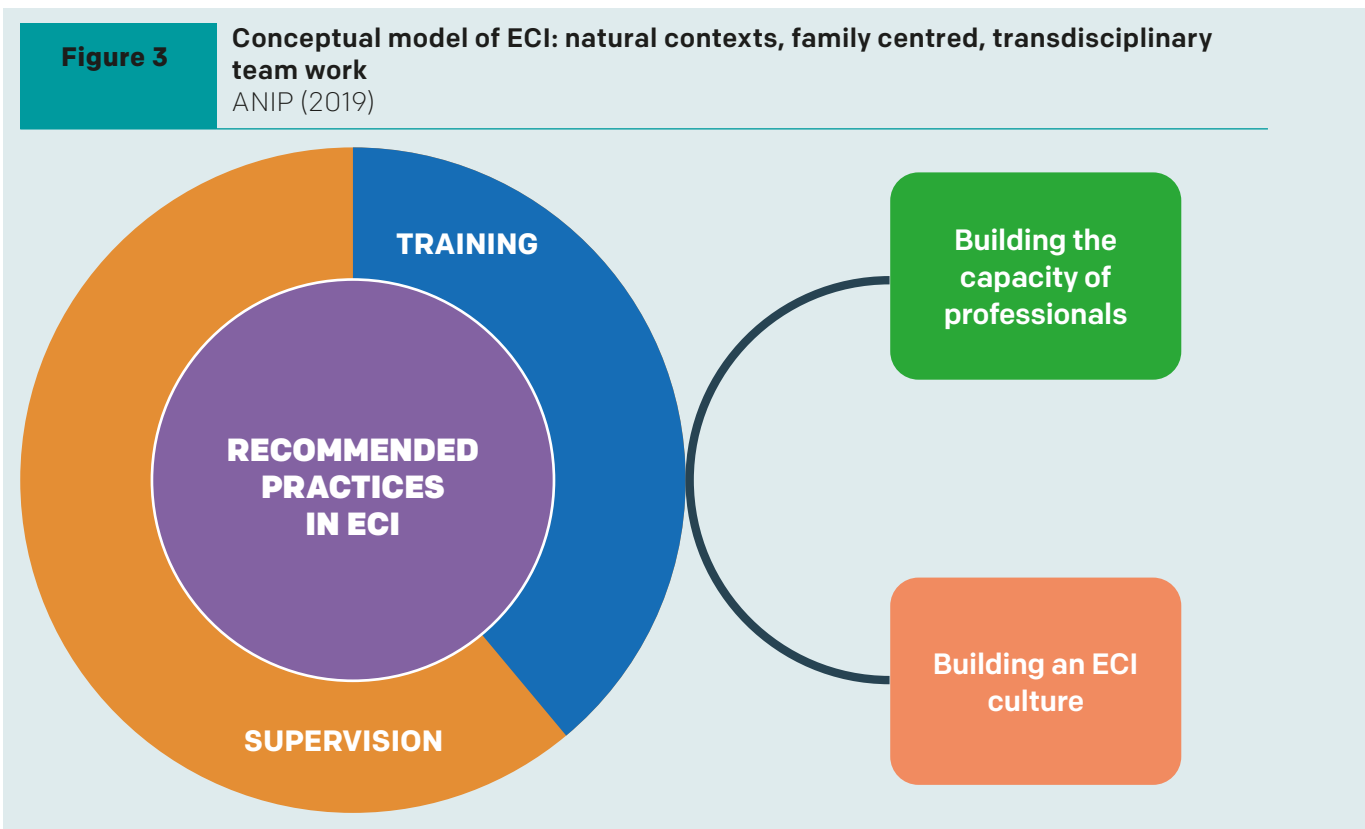 Figure 3
Conceptual model of ECI: natural contexts, family centred, transdisciplinary
team work
ANIP (2019)
TRAINING
RECOMMENDED
PRACTICES
IN ECI
SUPERVISION
Building the
capacity of
professionals
Building an ECI
culture